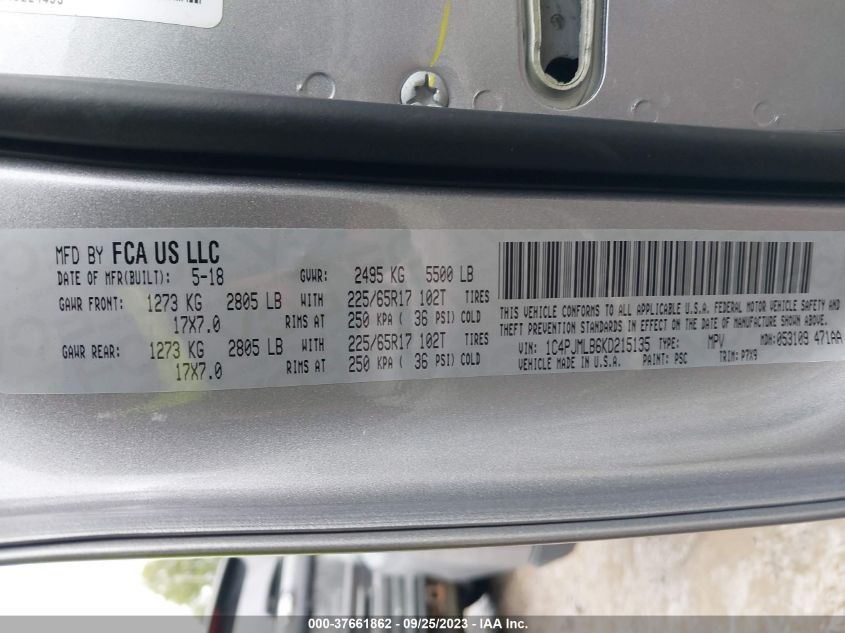 MFD BY FCA US LLC
DATE OF MFR(BUILT): 5-18 GVWR: 2495 KG 5500 LB
GAWR FRONT: 1273 KG 2805 LB WITH 225/65R17 102T TIRES
17X7.0 RIMS AT 250 KPA ( 36 PSI) COLD
GAWR REAR: 1273 KG 2805 LB WITH 225/65R17 102T TIRES
17X7.0 RIMS AT 250 KPA ( 36 PSI) COLD
THIS VEHICLE CONFORMS TO ALL APPLICABLE U.S.A. FEDERAL MOTOR VEHICLE SAFETY AND
THEFT PREVENTION STANDARDS IN EFFECT ON THE DATE OF MANUFACTURE SHOWN ABOVE.
VIN: 1C4PJMLB6KD215135 TYPE: MPV MDH: 053109 471AA
VEHICLE MADE IN U.S.A. PAINT: PSC TRIM: P7X9
000-37661862 - 09/25/2023 - IAA Inc.